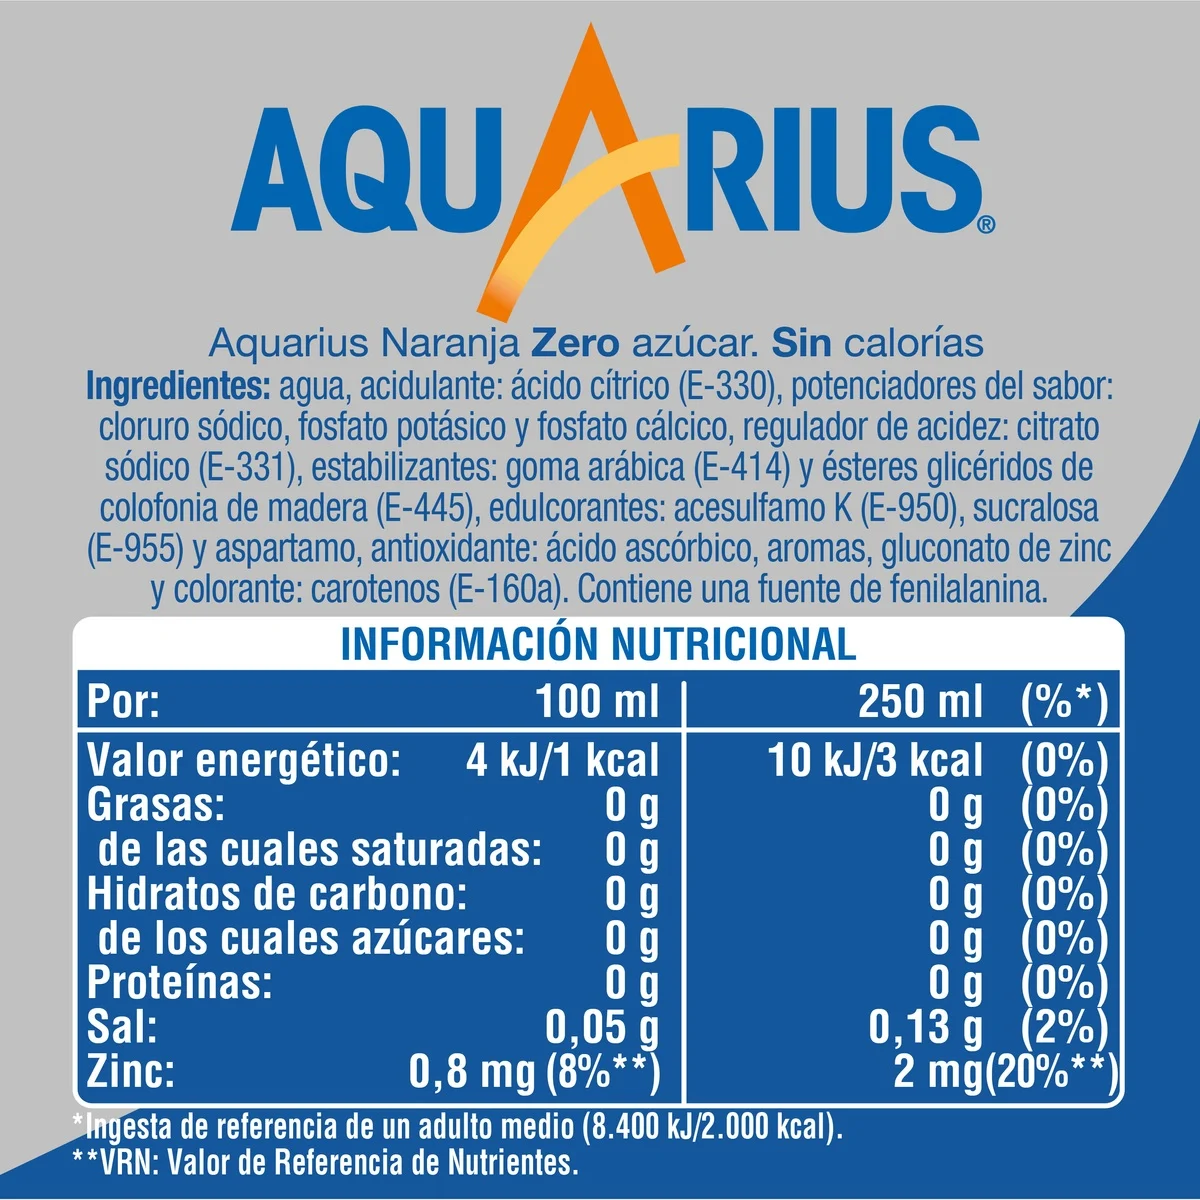 AQUARIUS®
Aquarius Naranja Zero azúcar. Sin calorías
Ingredientes: agua, acidulante: ácido cítrico (E-330), potenciadores del sabor:
cloruro sódico, fosfato potásico y fosfato cálcico, regulador de acidez: citrato
sódico (E-331), estabilizantes: goma arábica (E-414) y ésteres glicéridos de
colofonia de madera (E-445), edulcorantes: acesulfamo K (E-950), sucralosa
(E-955) y aspartamo, antioxidante: ácido ascórbico, aromas, gluconato de zinc
y colorante: carotenos (E-160a). Contiene una fuente de fenilalanina.
INFORMACIÓN NUTRICIONAL
Por: 100 ml 250 ml (%*)
Valor energético: 4 kJ/1 kcal 10 kJ/3 kcal (0%)
Grasas: 0 g 0 g (0%)
de las cuales saturadas: 0 g 0 g (0%)
Hidratos de carbono: 0 g 0 g (0%)
de los cuales azúcares: 0 g 0 g (0%)
Proteínas: 0 g 0 g (0%)
Sal: 0,05 g 0,13 g (2%)
Zinc: 0,8 mg (8%**) 2 mg(20%**)
*Ingesta de referencia de un adulto medio (8.400 kJ/2.000 kcal).
**VRN: Valor de Referencia de Nutrientes.